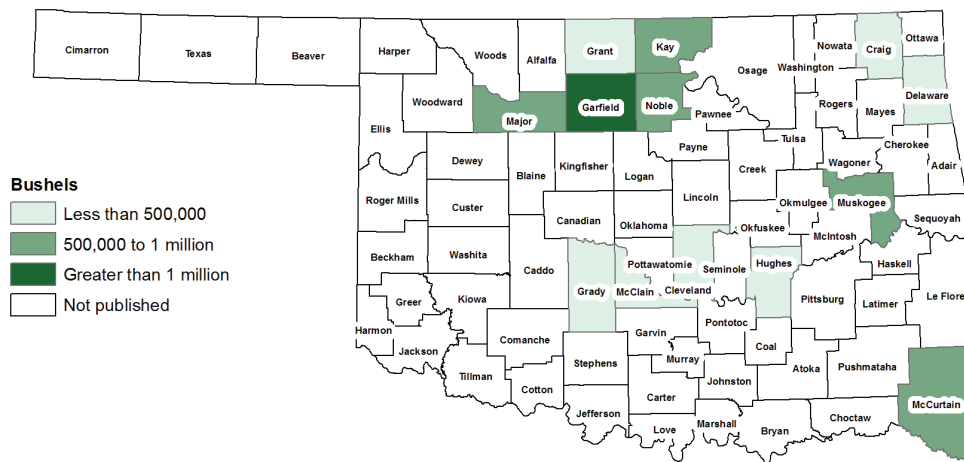 Cimarron
Texas
Beaver
Harper
Woods
Alfalfa
Grant
Kay
Osage
Washington
Nowata
Craig
Ottawa
Woodward
Major
Garfield
Noble
Pawnee
Rogers
Mayes
Delaware
Ellis
Dewey
Blaine
Kingfisher
Logan
Payne
Creek
Tulsa
Wagoner
Cherokee
Adair
Bushels
Less than 500,000
500,000 to 1 million
Greater than 1 million
Not published
Roger Mills
Custer
Canadian
Oklahoma
Lincoln
Okfuskee
Okmulgee
Muskogee
McIntosh
Sequoyah
Beckham
Washita
Caddo
Grady
McClain
Pottawatomie
Cleveland
Seminole
Hughes
Pittsburg
Haskell
Latimer
Le Flore
Greer
Kiowa
Harmon
Jackson
Tillman
Comanche
Cotton
Stephens
Garvin
Murray
Pontotoc
Coal
Atoka
Pushmataha
McCurtain
Jefferson
Carter
Johnston
Love
Marshall
Bryan
Choctaw